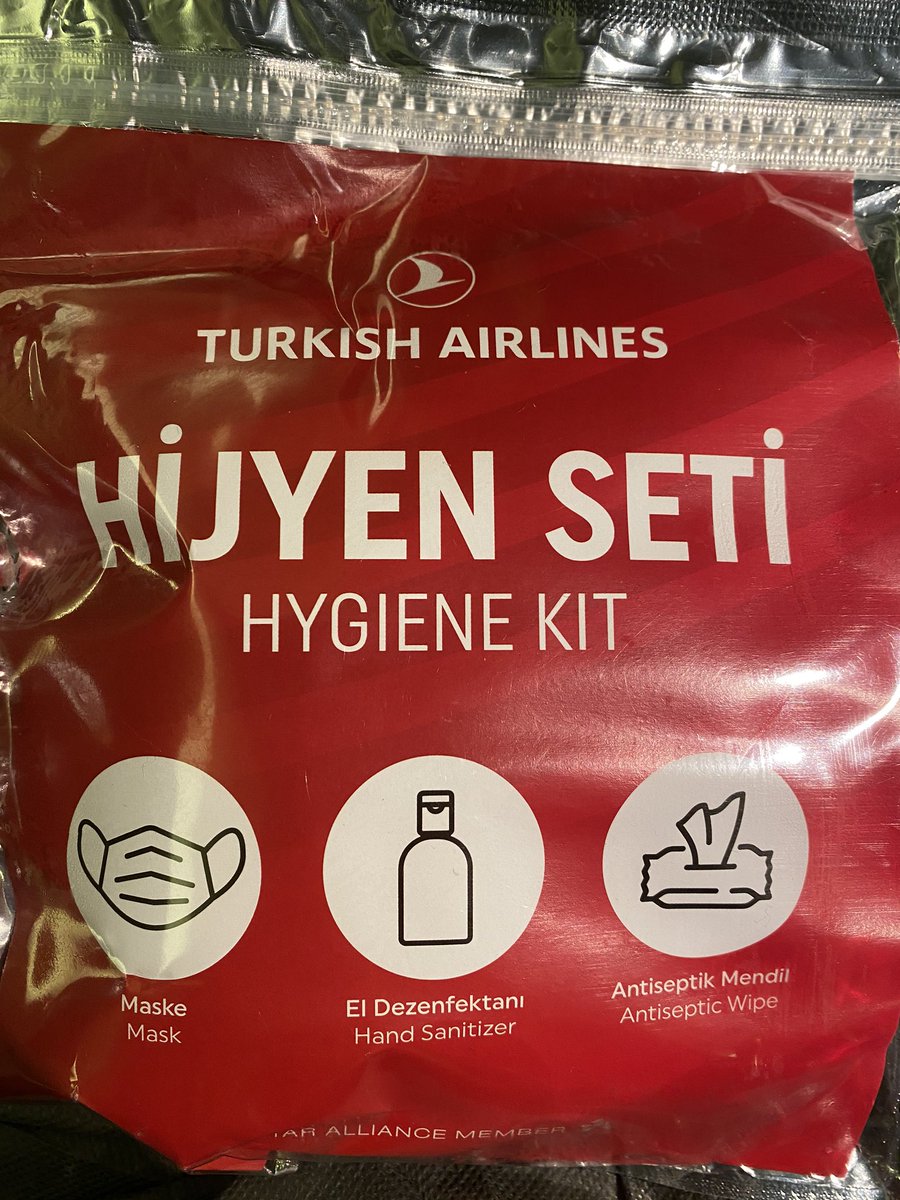 TURKISH AIRLINES
HİJYEN SETİ
HYGIENE KIT
Maske
Mask
El Dezenfektanı
Hand Sanitizer
Antiseptik Mendil
Antiseptic Wipe
ALLIANCE MEMBER